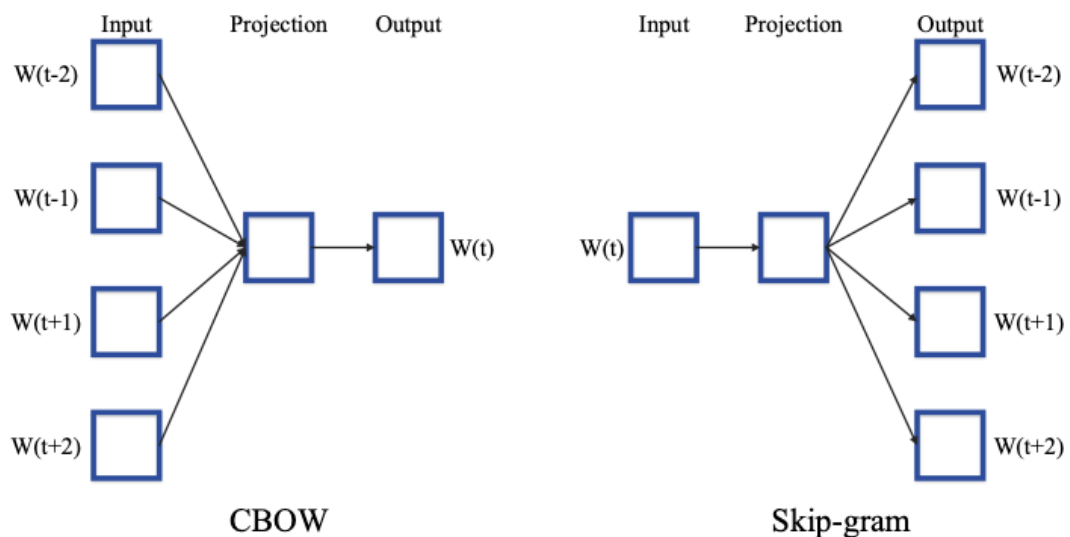 Input Projection Output
W(t-2)
W(t-1)
W(t)
W(t+1)
W(t+2)
CBOW
Input Projection Output
W(t-2)
W(t-1)
W(t)
W(t+1)
W(t+2)
Skip-gram